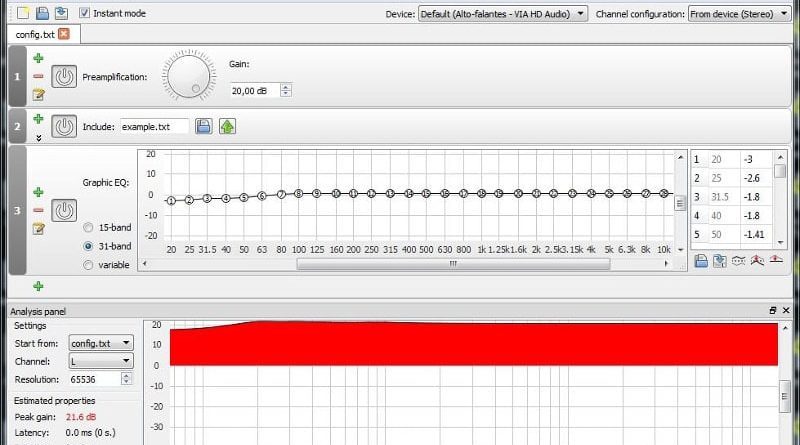 Instant mode Device: Default (Alto-falantes - VIA HD Audio) Channel configuration: From device (Stereo)
config.txt
1 Preamplification: Gain:
20,00 dB
2 Include: example.txt
3 Graphic EQ:
15-band
31-band
variable
20
10
0
-10
-20
1 2 3 4 5 6 7 8 9 10 11 12 13 14 15 16 17 18 19 20 21 22 23 24 25 26 27 28
20 25 31.5 40 50 63 80 100 125 160 200 250 315 400 500 630 800 1k 1.25k 1.6k 2k 2.5k 3.15k 4k 5k 6.3k 8k 10k
1 20 -3
2 25 -2.6
3 31.5 -1.8
4 40 -1.8
5 50 -1.41
Analysis panel
Settings
Start from: config.txt
Channel: L
Resolution: 65536
Estimated properties
Peak gain: 21.6 dB
Latency: 0.0 ms (0 s.)
20
10
0
-10
-20
-30